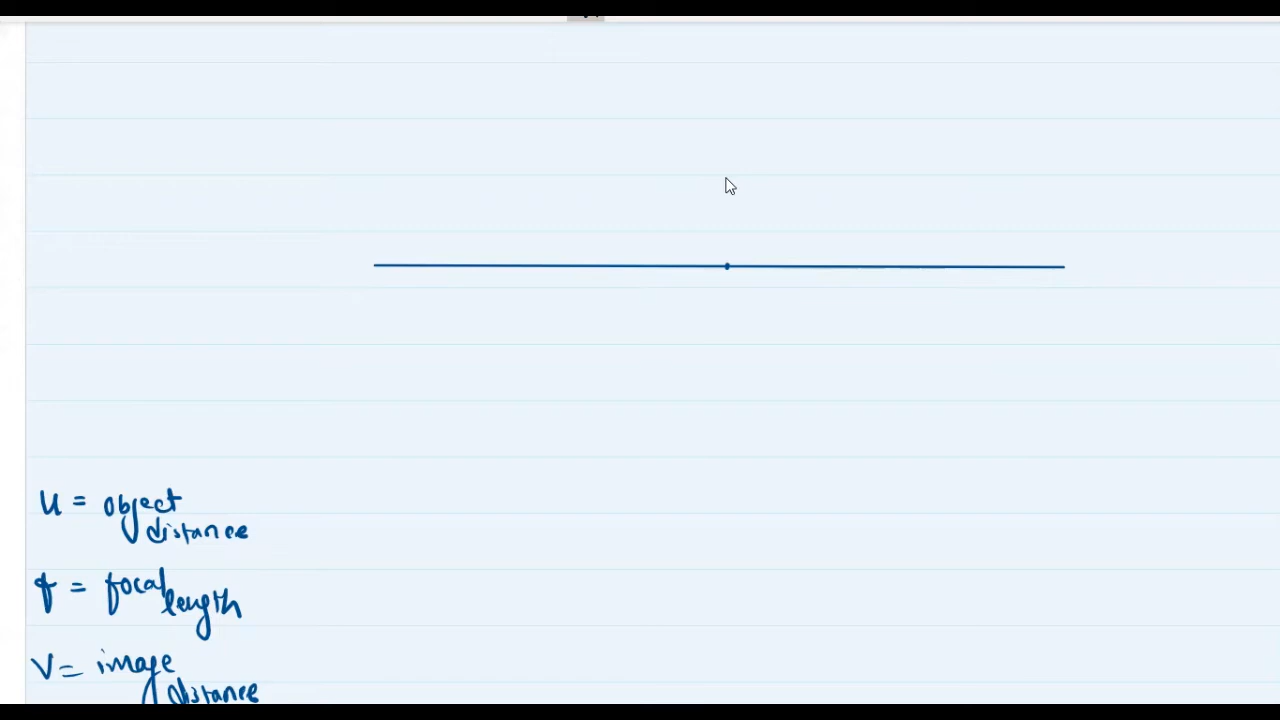 u = object
distance
f = focal
length
v = image
distance